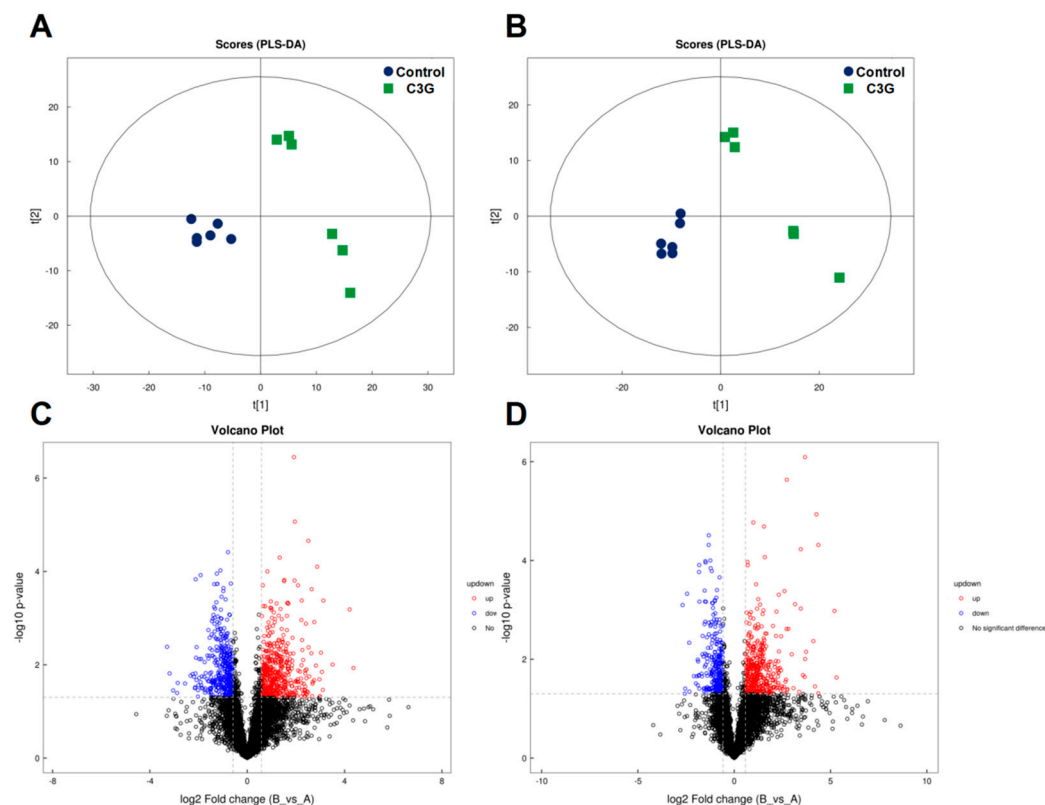 A
Scores (PLS-DA)
Control
C3G
20
10
0
-10
-20
t[2]
-30
-20
-10
0
10
20
30
t[1]
B
Scores (PLS-DA)
Control
C3G
20
10
0
-10
-20
t[2]
-20
0
20
t[1]
C
Volcano Plot
6
4
2
0
-log10 p-value
-8
-4
0
4
8
log2 Fold change (B_vs_A)
updown
up
down
No
D
Volcano Plot
6
4
2
0
-log10 p-value
-10
-5
0
5
10
log2 Fold change (B_vs_A)
updown
up
down
No significant difference